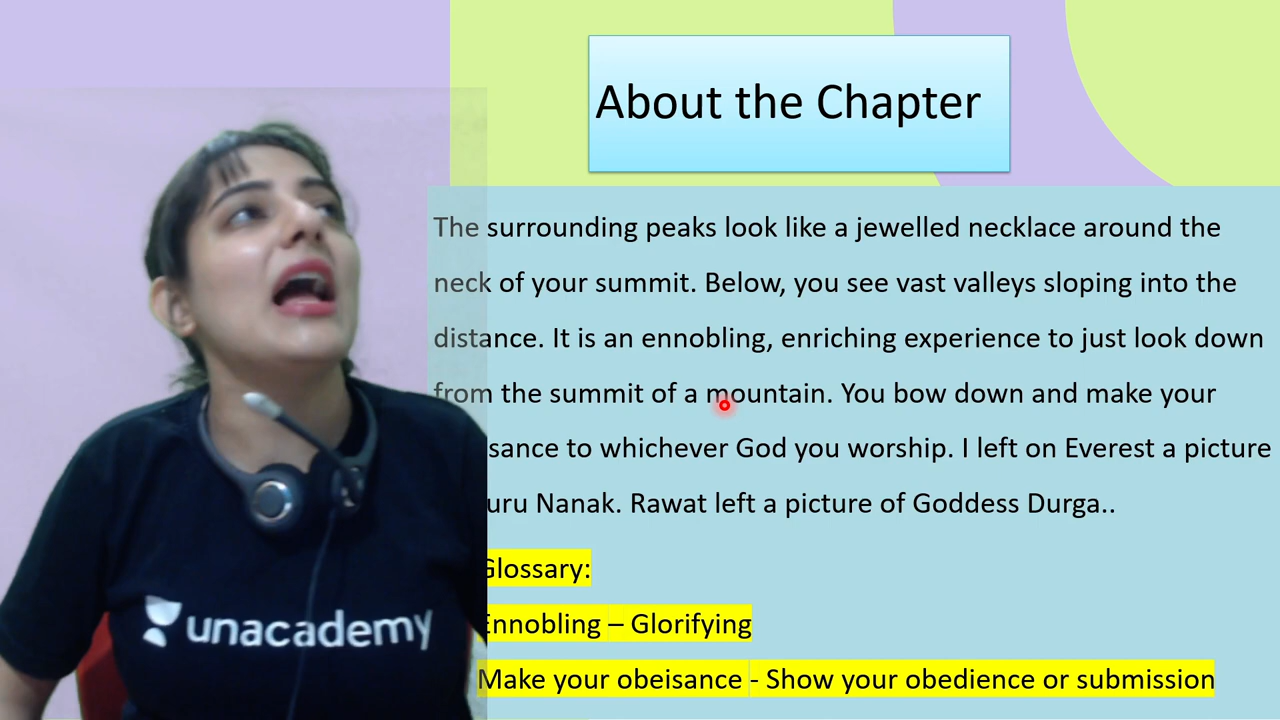 About the Chapter
The surrounding peaks look like a jewelled necklace around the
neck of your summit. Below, you see vast valleys sloping into the
distance. It is an ennobling, enriching experience to just look down
from the summit of a mountain. You bow down and make your
to whichever God you worship. I left on Everest a picture
Nanak. Rawat left a picture of Goddess Durga..
Glossary:
Ennobling – Glorifying
Make your obeisance - Show your obedience or submission
unacademy